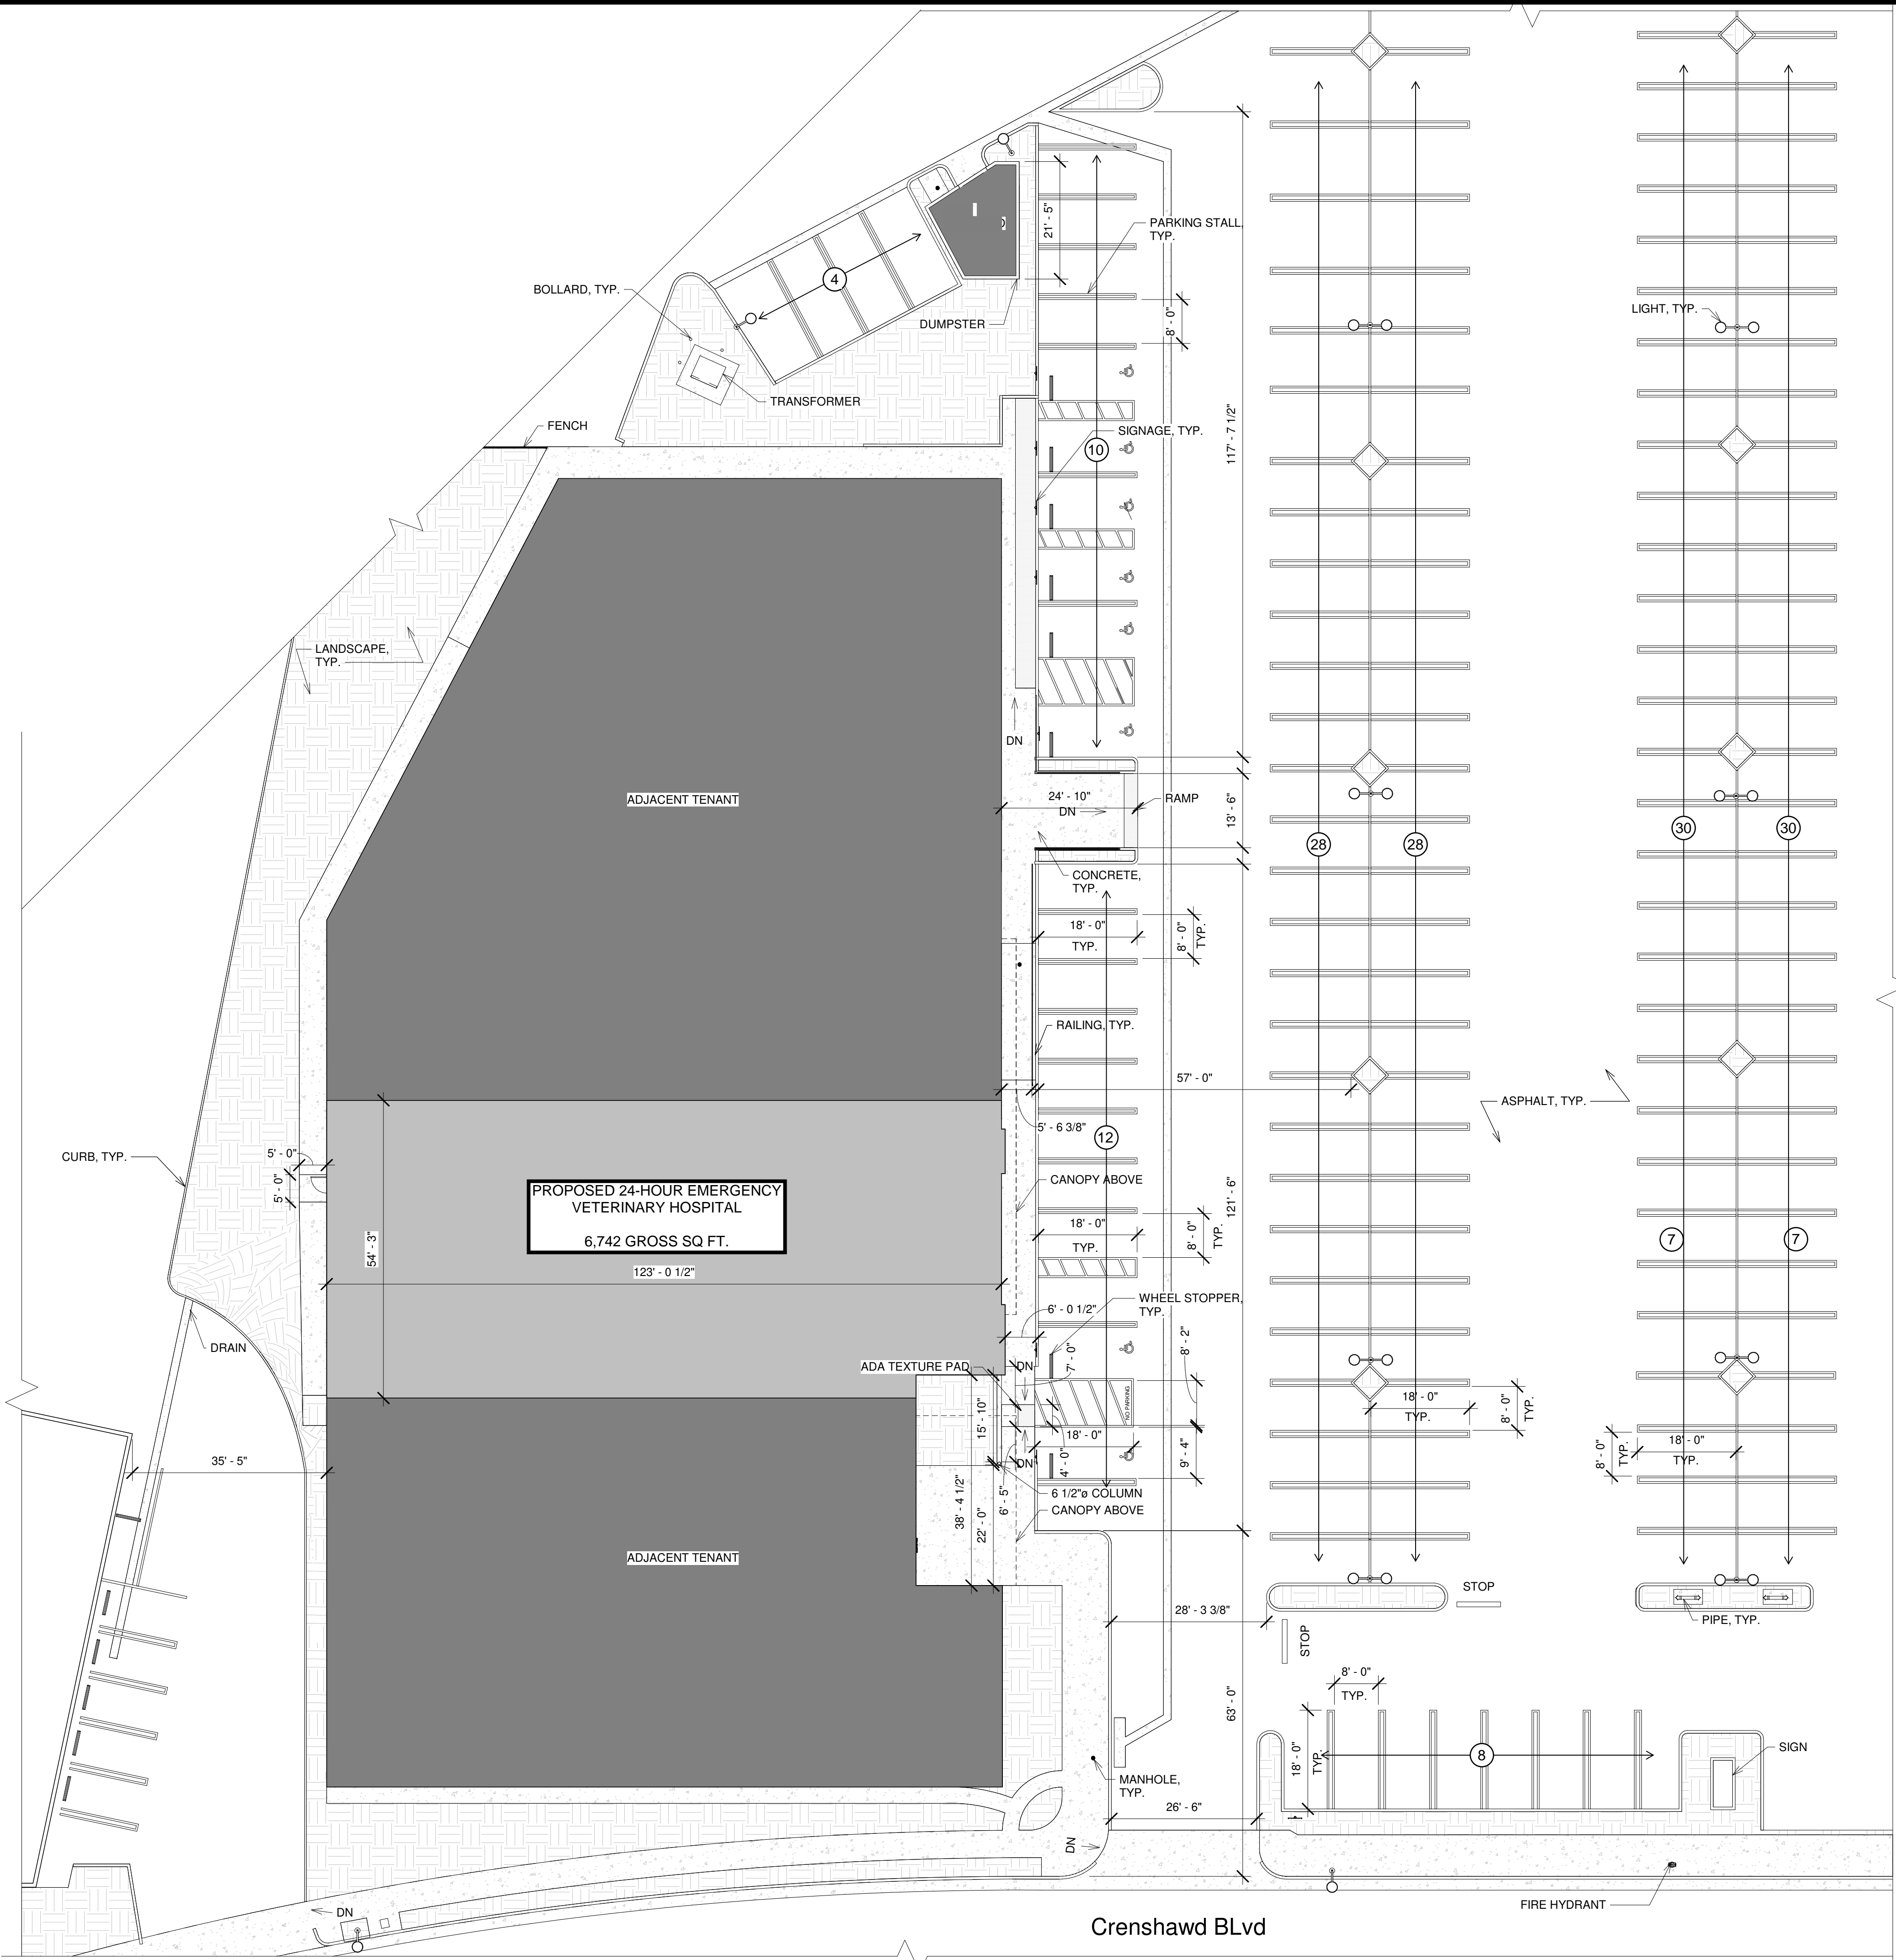 PARKING STALL,
TYP.
21' - 5"
4
BOLLARD, TYP.
DUMPSTER
8' - 0"
LIGHT, TYP.
TRANSFORMER
FENCH
SIGNAGE, TYP.
10
117' - 7 1/2"
LANDSCAPE,
TYP.
DN
ADJACENT TENANT
24' - 10"
DN
RAMP
13' - 6"
28
28
30
30
CONCRETE,
TYP.
18' - 0"
TYP.
8' - 0"
TYP.
RAILING, TYP.
57' - 0"
ASPHALT, TYP.
5' - 6 3/8"
12
CURB, TYP.
5' - 0"
5' - 0"
CANOPY ABOVE
PROPOSED 24-HOUR EMERGENCY
VETERINARY HOSPITAL
6,742 GROSS SQ FT.
54' - 3"
123' - 0 1/2"
121' - 6"
18' - 0"
TYP.
8' - 0"
TYP.
7
7
WHEEL STOPPER,
TYP.
6' - 0 1/2"
DRAIN
ADA TEXTURE PAD
DN
7' - 0"
8' - 2"
NO PARKING
18' - 0"
TYP.
8' - 0"
TYP.
15' - 10"
18' - 0"
DN
4' - 0"
9' - 4"
8' - 0"
TYP.
18' - 0"
TYP.
35' - 5"
38' - 4 1/2"
22' - 0"
6' - 5"
6 1/2"ø COLUMN
CANOPY ABOVE
ADJACENT TENANT
STOP
28' - 3 3/8"
PIPE, TYP.
STOP
8' - 0"
TYP.
63' - 0"
18' - 0"
TYP.
8
SIGN
MANHOLE,
TYP.
26' - 6"
DN
DN
FIRE HYDRANT
Crenshawd BLvd